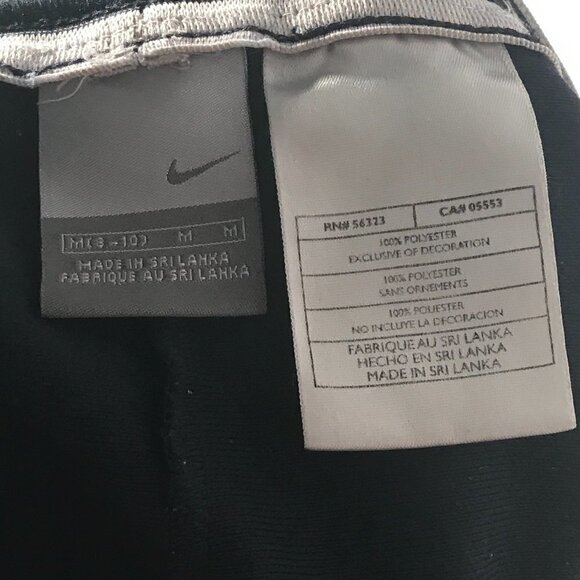 M(8-10) M M
MADE IN SRI LANKA
FABRIQUE AU SRI LANKA
RN# 56323 CA# 05553
100% POLYESTER
EXCLUSIVE OF DECORATION
100% POLYESTER
SANS ORNEMENTS
100% POLIESTER
NO INCLUYE LA DECORACION
FABRIQUE AU SRI LANKA
HECHO EN SRI LANKA
MADE IN SRI LANKA